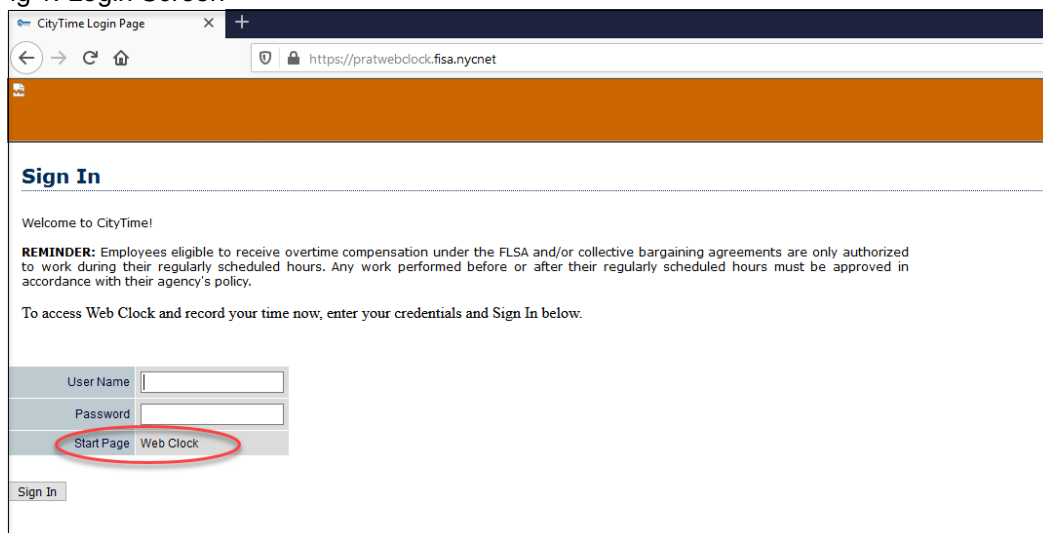 ig 1. Login Screen
CityTime Login Page
https://pratwebclock.fisa.nycnet
Sign In
Welcome to CityTime!
REMINDER: Employees eligible to receive overtime compensation under the FLSA and/or collective bargaining agreements are only authorized
to work during their regularly scheduled hours. Any work performed before or after their regularly scheduled hours must be approved in
accordance with their agency's policy.
To access Web Clock and record your time now, enter your credentials and Sign In below.
User Name
Password
Start Page Web Clock
Sign In